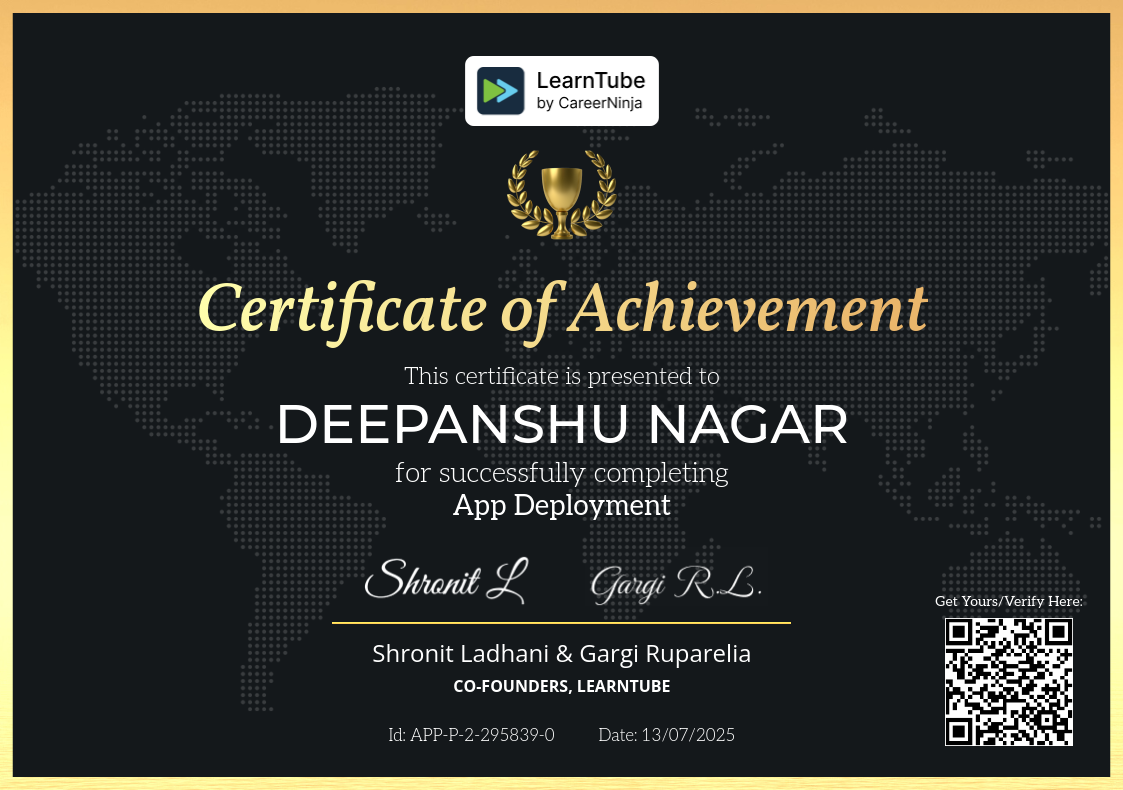 LearnTube
by CareerNinja
Certificate of Achievement
This certificate is presented to
DEEPANSHU NAGAR
for successfully completing
App Deployment
Shronit L
Gargi R.L.
Get Yours/Verify Here:
Shronit Ladhani & Gargi Ruparelia
CO-FOUNDERS, LEARNTUBE
Id: APP-P-2-295839-0
Date: 13/07/2025